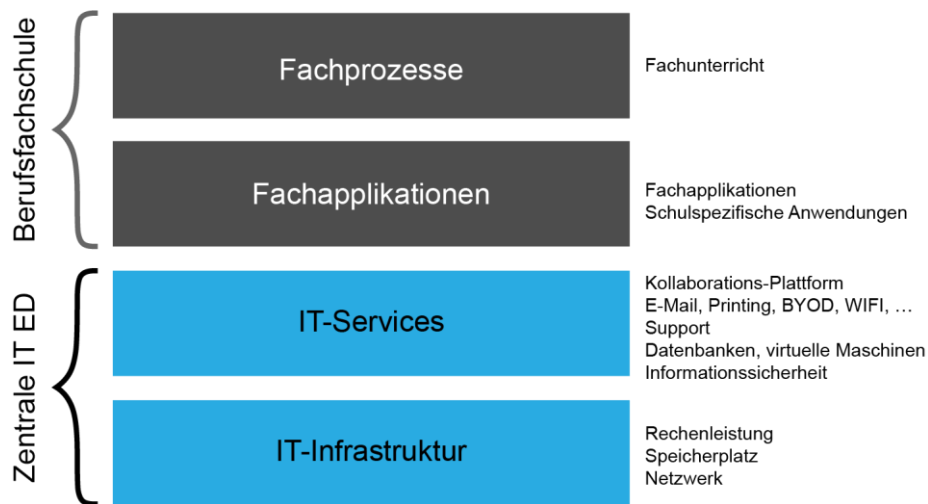 Berufsfachschule
Fachprozesse
Fachunterricht
Fachapplikationen
Fachapplikationen
Schulspezifische Anwendungen
Zentrale IT ED
IT-Services
Kollaborations-Plattform
E-Mail, Printing, BYOD, WIFI, …
Support
Datenbanken, virtuelle Maschinen
Informationssicherheit
IT-Infrastruktur
Rechenleistung
Speicherplatz
Netzwerk